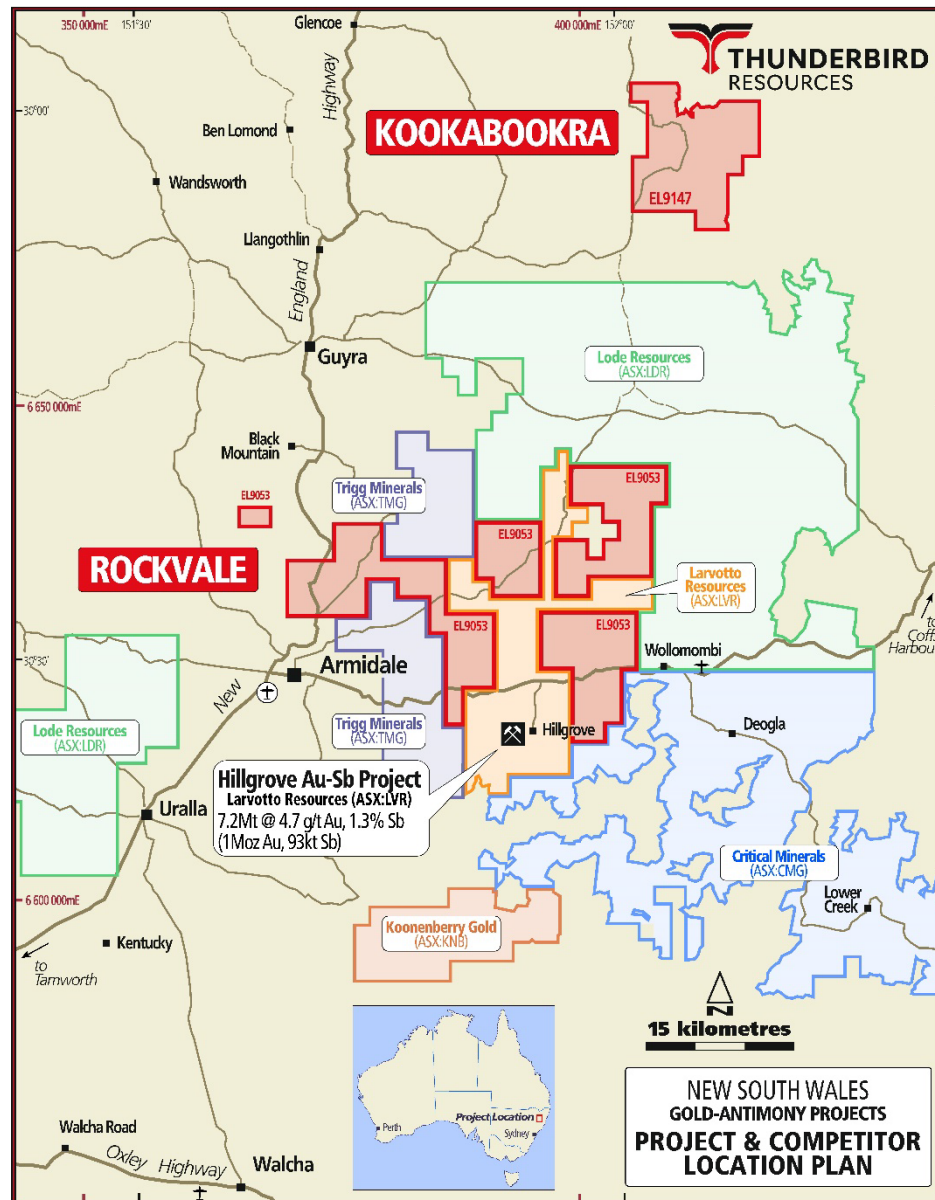 350 000mE
151°30'
400 000mE
152°00'
Glencoe
THUNDERBIRD
RESOURCES
Highway
30°00'
KOOKABOOKRA
Ben Lomond
Wandsworth
EL9147
Llangothlin
England
Guyra
Lode Resources
(ASX:LDR)
6 650 000mE
Black
Mountain
EL9053
Trigg Minerals
(ASX:TMG)
EL9053
EL9053
ROCKVALE
Larvotto
Resources
(ASX:LVR)
EL9053
EL9053
to
Coffs
Harbour
Wollomombi
30°30'
Armidale
New
Lode Resources
(ASX:LDR)
Trigg Minerals
(ASX:TMG)
Hillgrove
Deogla
Hillgrove Au-Sb Project
Larvotto Resources (ASX:LVR)
7.2Mt @ 4.7 g/t Au, 1.3% Sb
(1Moz Au, 93kt Sb)
Uralla
Critical Minerals
(ASX:CMG)
Lower
Creek
6 600 000mE
Koonenberry Gold
(ASX:KNB)
Kentucky
to
Tamworth
N
15 kilometres
Project Location
Perth
Sydney
NEW SOUTH WALES
GOLD-ANTIMONY PROJECTS
PROJECT & COMPETITOR
LOCATION PLAN
Walcha Road
Oxley Highway
Walcha